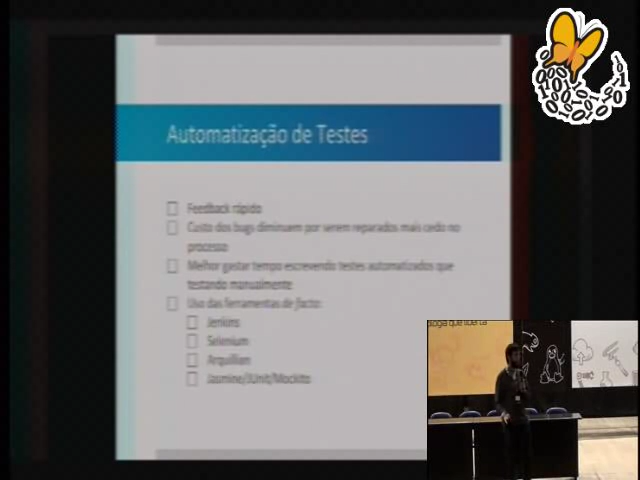 Automatização de Testes
Feedback rápido
Custo dos bugs diminuem por serem reparados mais cedo no
processo
Melhor gastar tempo escrevendo testes automatizados que
testando manualmente
Uso das ferramentas de facto:
Jenkins
Selenium
Arquillian
Jasmine/JUnit/Mockito